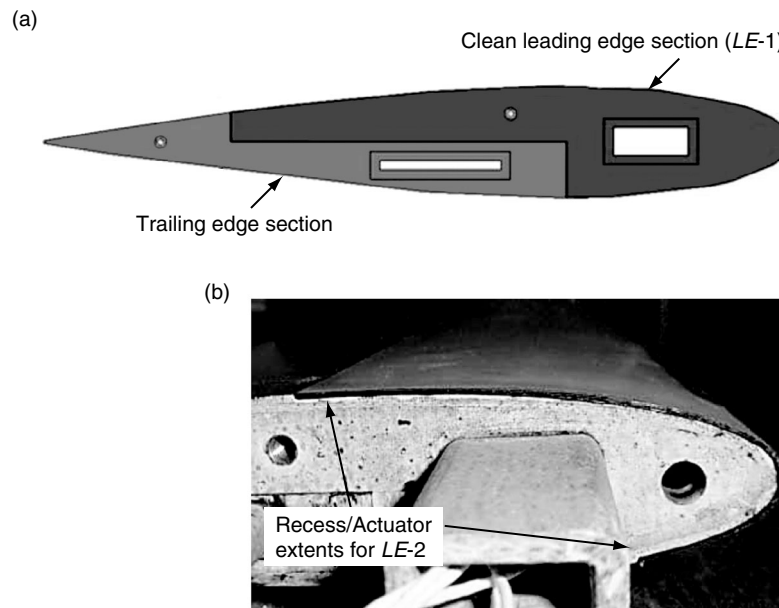 (a)
Clean leading edge section (LE-1)
Trailing edge section
(b)
Recess/Actuator
extents for LE-2